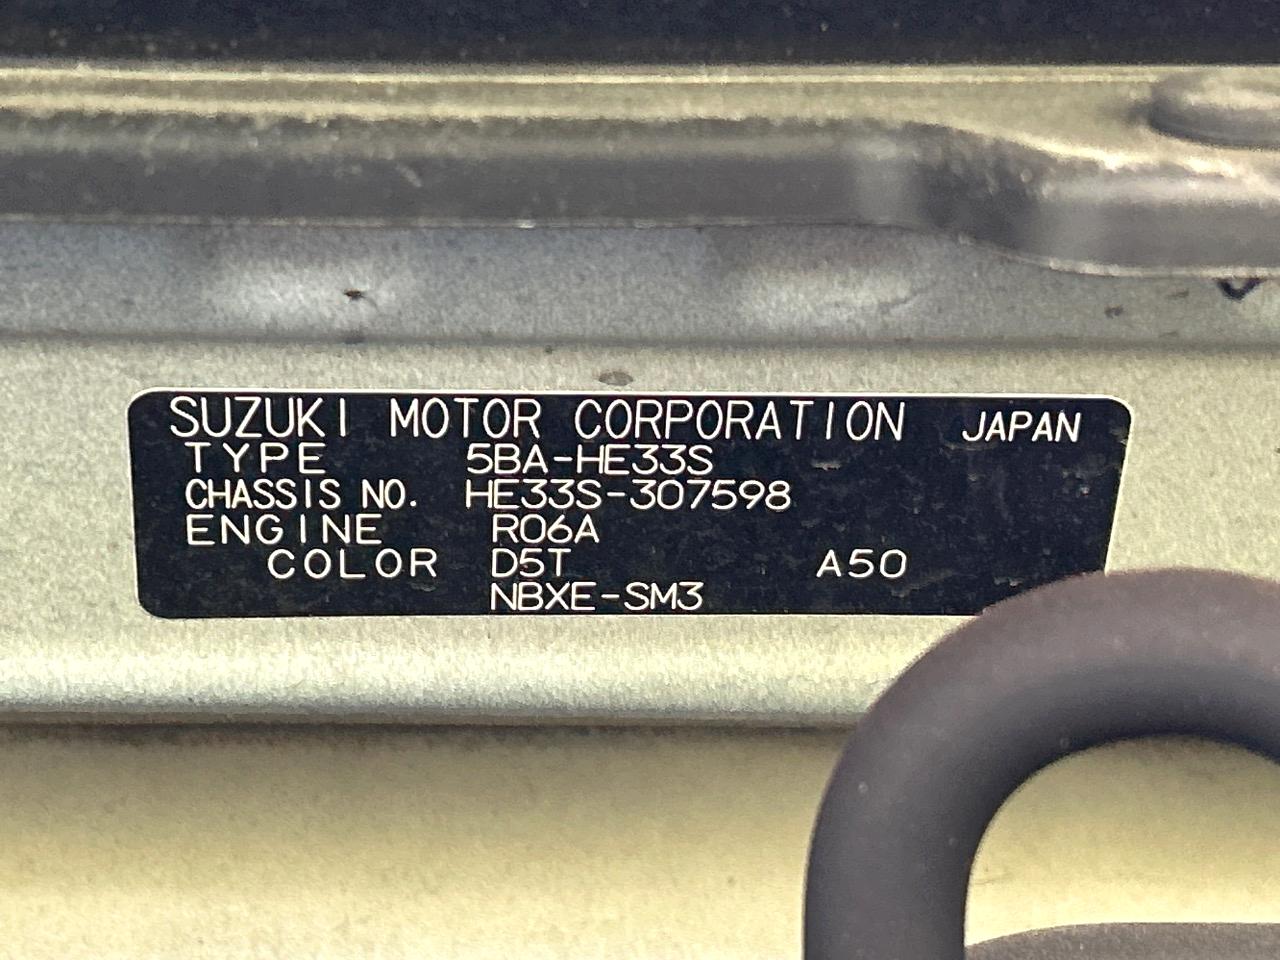 SUZUKI MOTOR CORPORATION JAPAN
TYPE 5BA-HE33S
CHASSIS NO. HE33S-307598
ENGINE R06A
COLOR D5T A50
NBXE-SM3